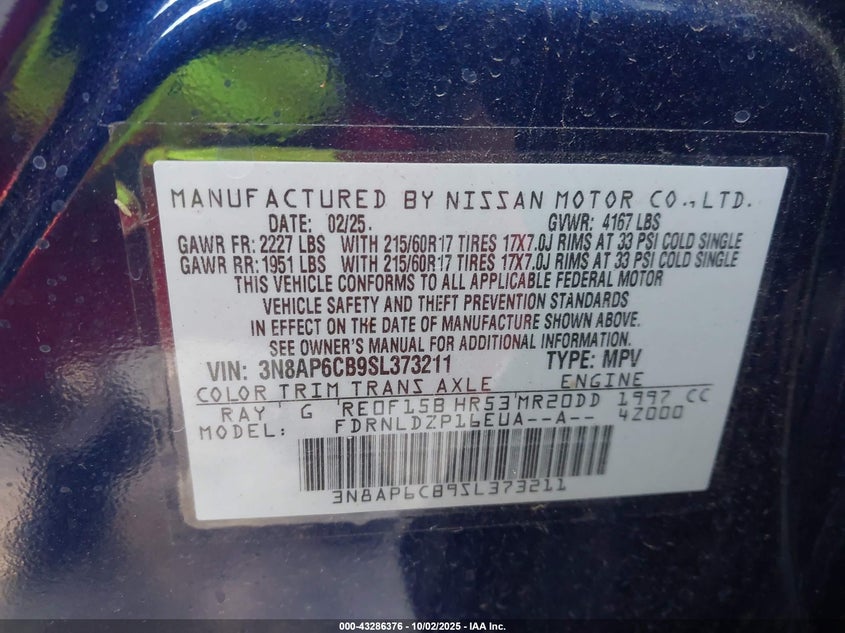 MANUFACTURED BY NISSAN MOTOR CO.,LTD.
DATE: 02/25. GVWR: 4167 LBS
GAWR FR: 2227 LBS WITH 215/60R17 TIRES 17X7.0J RIMS AT 33 PSI COLD SINGLE
GAWR RR: 1951 LBS WITH 215/60R17 TIRES 17X7.0J RIMS AT 33 PSI COLD SINGLE
THIS VEHICLE CONFORMS TO ALL APPLICABLE FEDERAL MOTOR
VEHICLE SAFETY AND THEFT PREVENTION STANDARDS
IN EFFECT ON THE DATE OF MANUFACTURE SHOWN ABOVE.
SEE OWNER'S MANUAL FOR ADDITIONAL INFORMATION.
VIN: 3N8AP6CB9SL373211 TYPE: MPV
COLOR TRIM TRANS AXLE ENGINE
RAY G 'RE0F15B HR53'MR20DD 1997 CC
MODEL: FDRNLDZP16EUA--A-- 4Z000
3N8AP6CB9SL373211
000-43286376 - 10/02/2025 - IAA Inc.